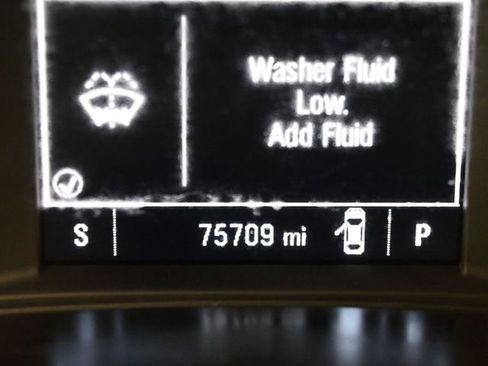 Washer Fluid
Low.
Add Fluid
S 75709 mi P